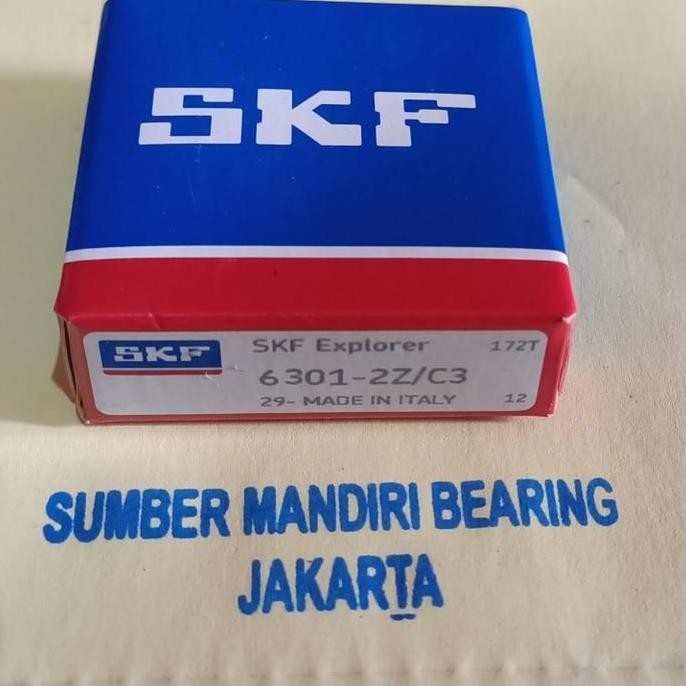 SKF
SKF
SKF Explorer
172T
6301-2Z/C3
29- MADE IN ITALY
12
SUMBER MANDIRI BEARING
JAKARTA